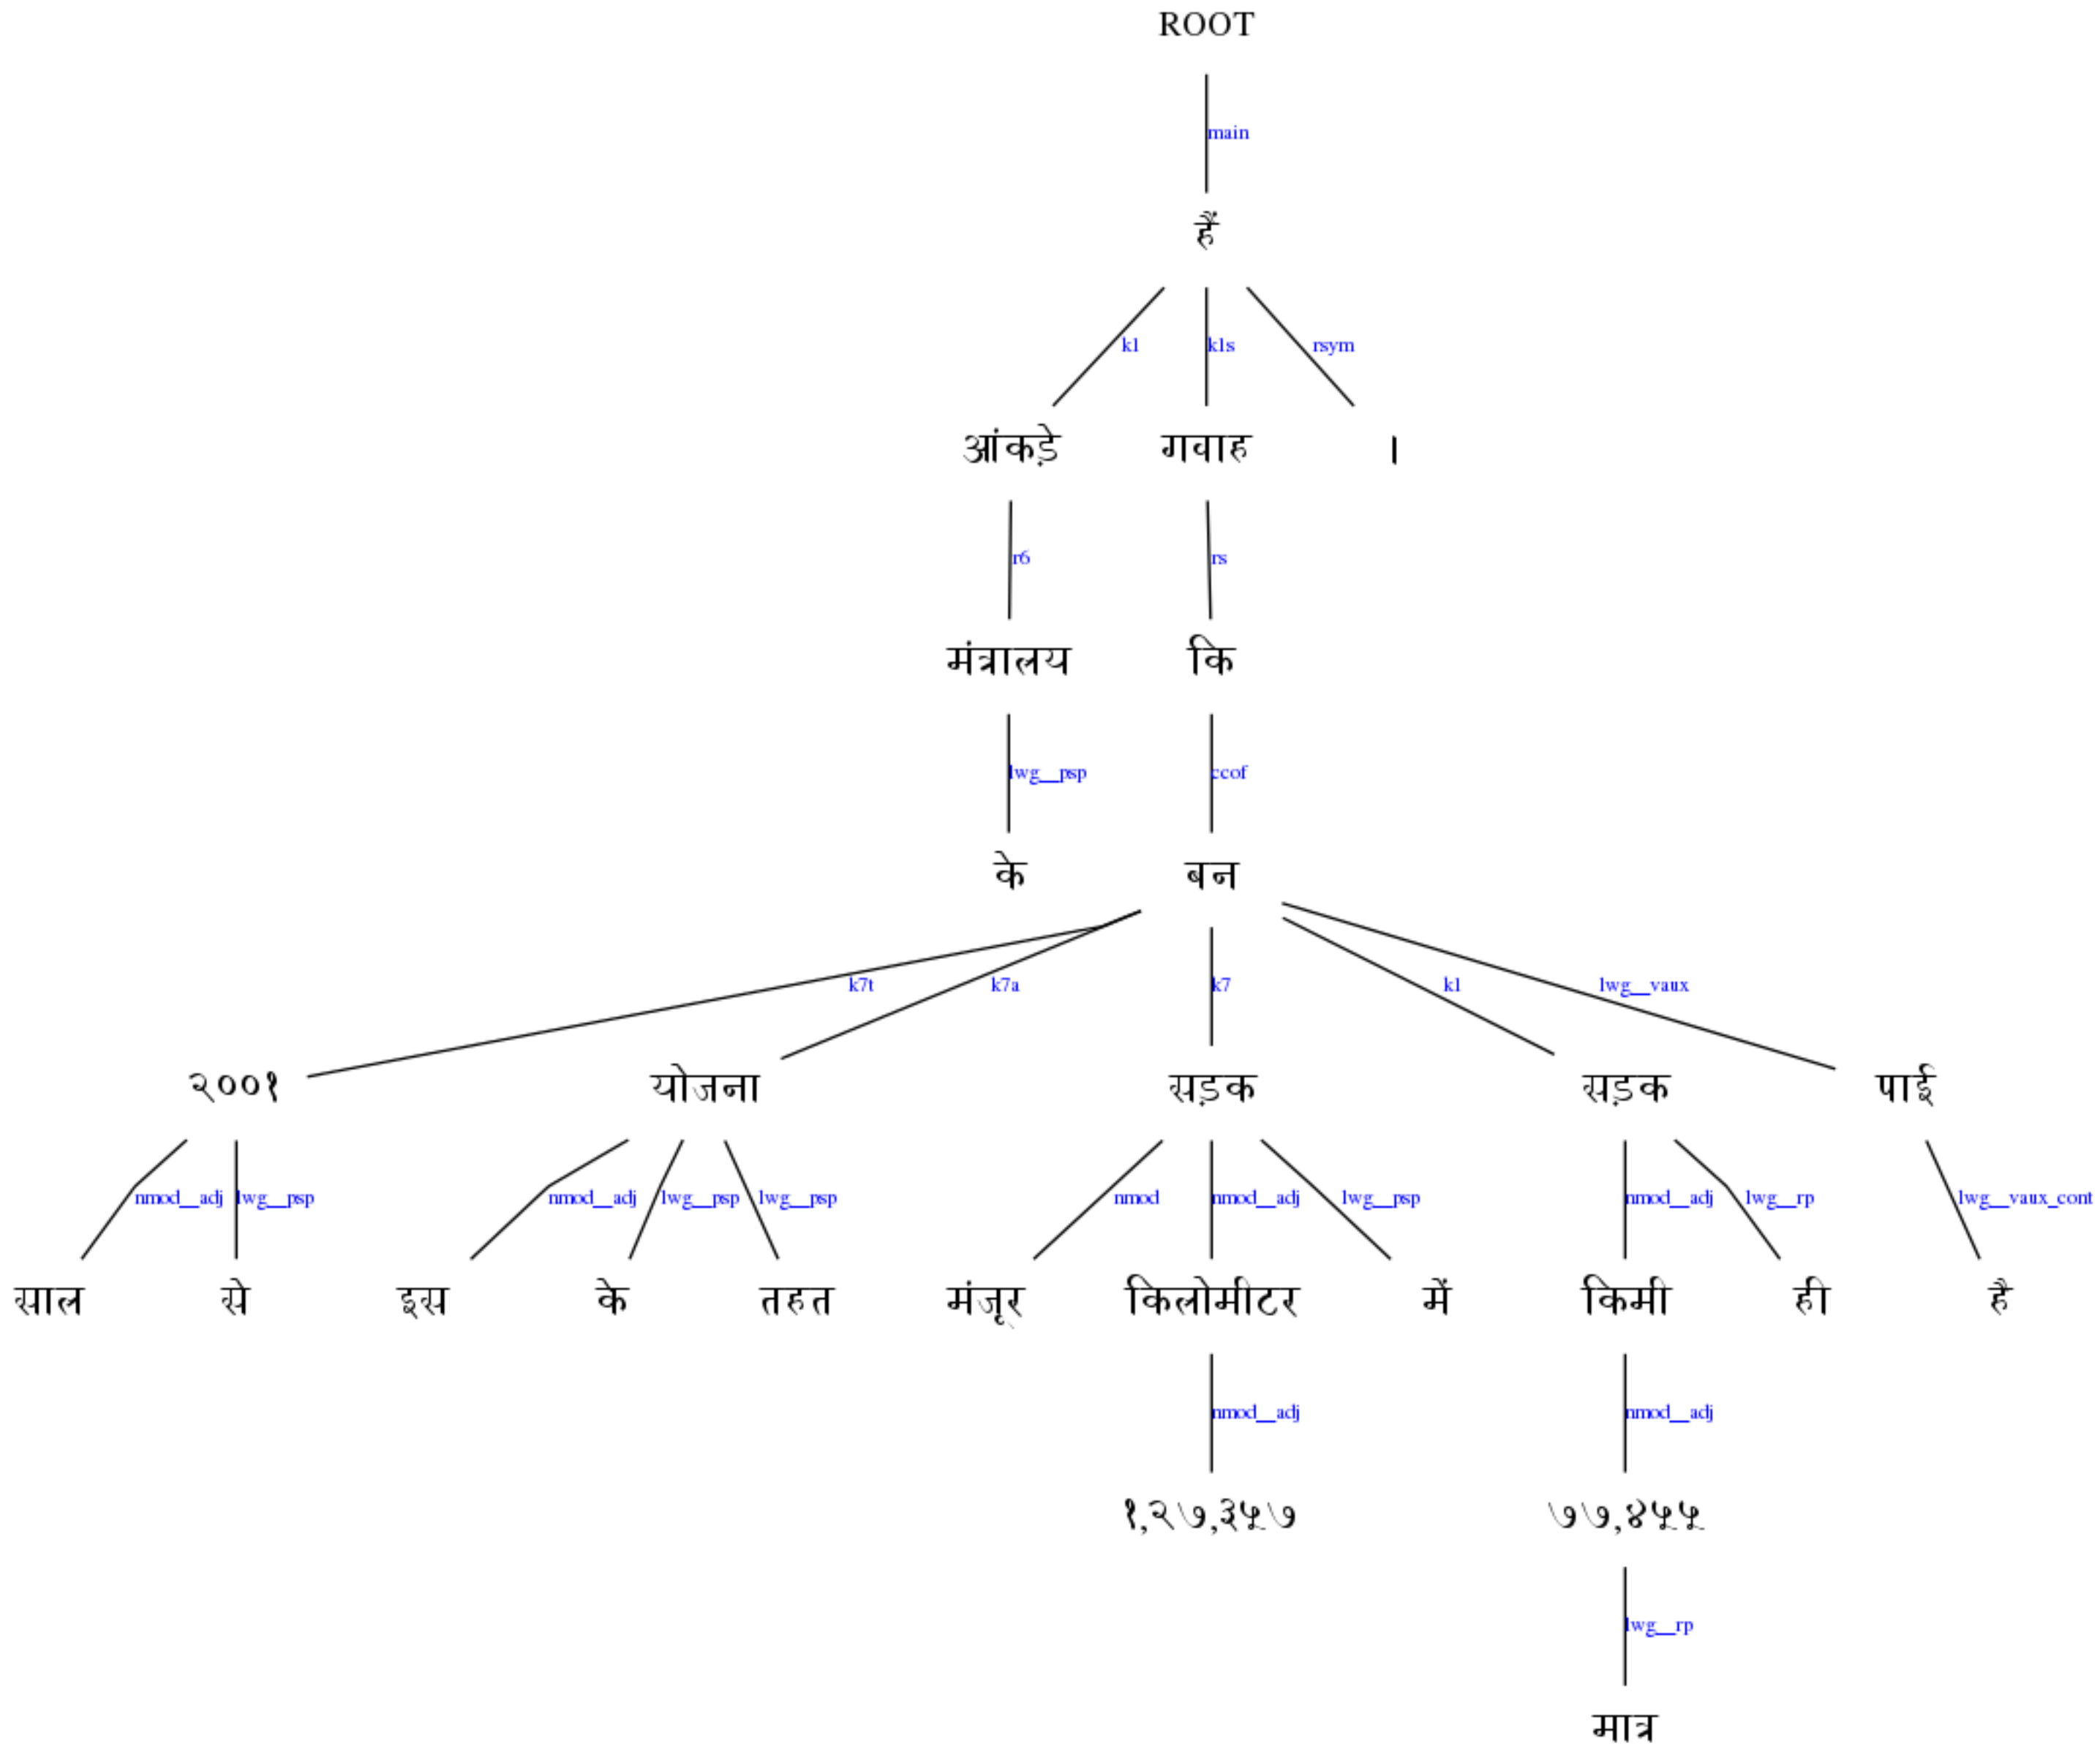 ROOT
main
हैं
k1 k1s rsym
आंकड़े गवाह ।
r6 rs
मंत्रालय कि
lwg__psp ccof
के बन
k7t k7a k7 k1 lwg__vaux
२००१ योजना सड़क सड़क पाई
nmod__adj lwg__psp nmod__adj lwg__psp lwg__psp nmod nmod__adj lwg__psp nmod__adj lwg__rp lwg__vaux_cont
साल से इस के तहत मंजूर किलोमीटर में किमी ही है
nmod__adj nmod__adj
१,२७,३५७ ७७,४५५
lwg__rp
मात्र